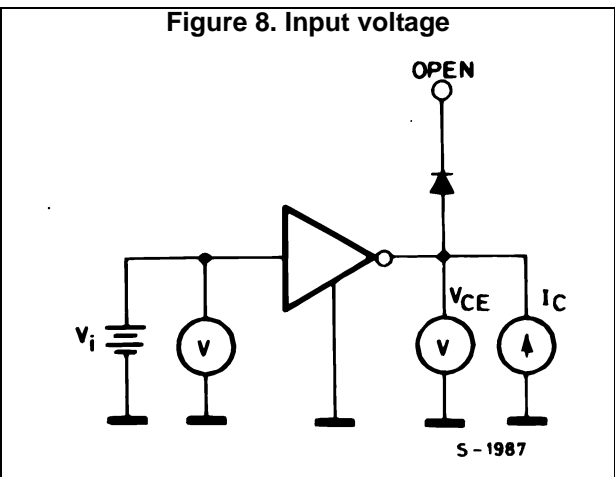 Figure 8. Input voltage
OPEN
VCE
IC
Vi
V
V
S-1987